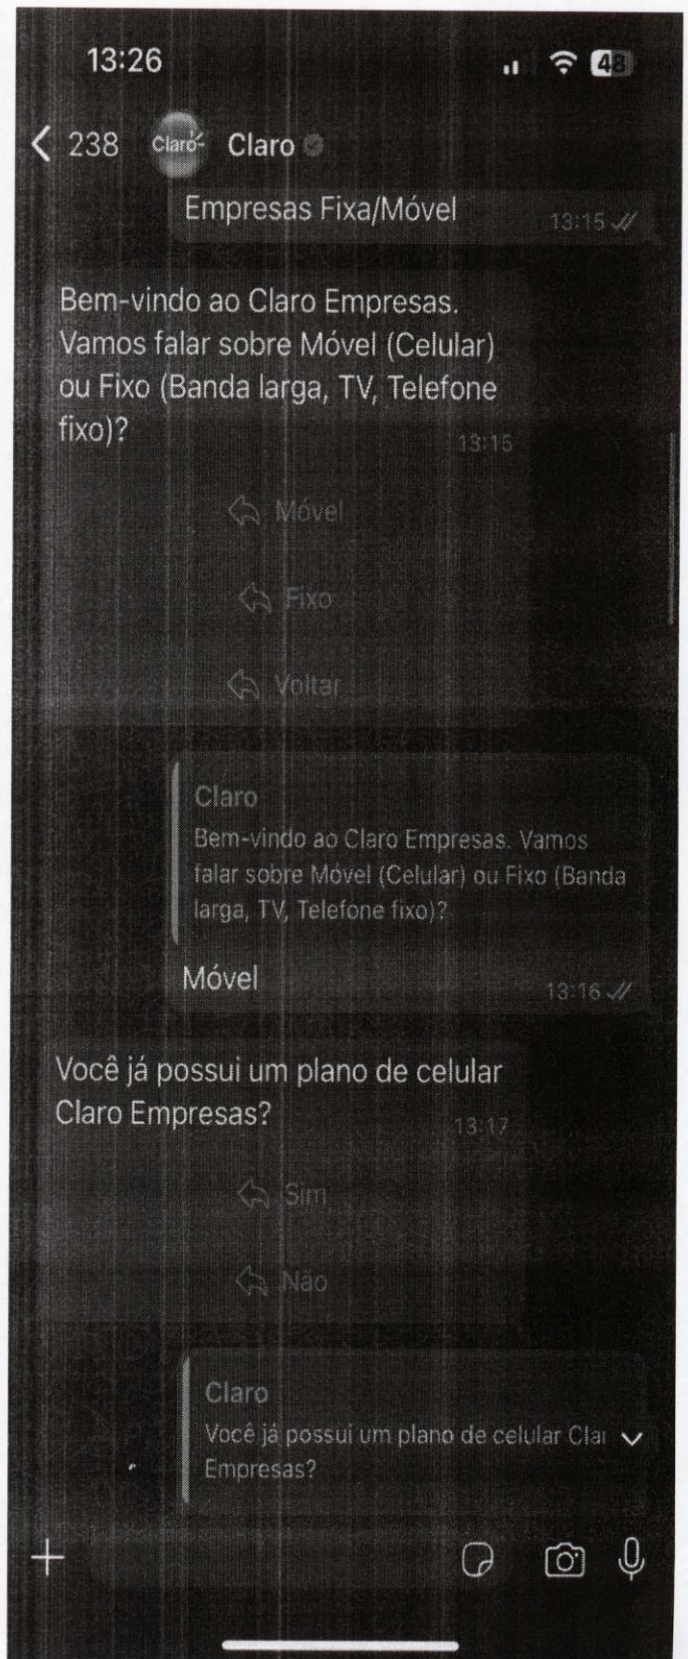 13:26
48
238
Claro-
Claro
Empresas Fixa/Móvel
13:15
Bem-vindo ao Claro Empresas.
Vamos falar sobre Móvel (Celular)
ou Fixo (Banda larga, TV, Telefone
fixo)?
13:15
Móvel
Fixo
Voltar
Claro
Bem-vindo ao Claro Empresas. Vamos
falar sobre Móvel (Celular) ou Fixo (Banda
larga, TV, Telefone fixo)?
Móvel
13:16
Você já possui um plano de celular
Claro Empresas?
13:17
Sim
Não
Claro
Você já possui um plano de celular Clar
Empresas?